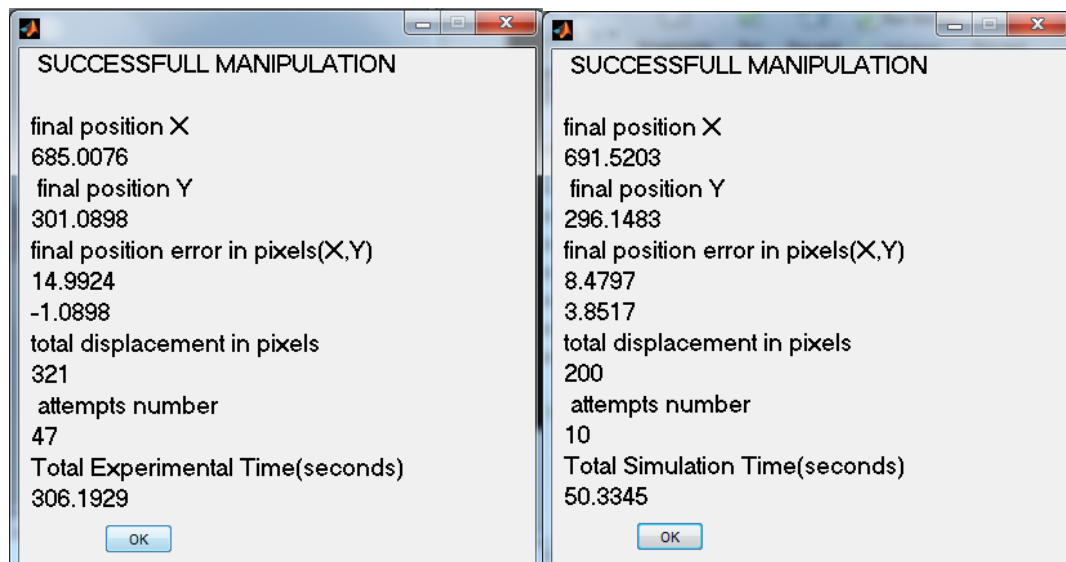 SUCCESSFULL MANIPULATION
final position X
685.0076
final position Y
301.0898
final position error in pixels(X,Y)
14.9924
-1.0898
total displacement in pixels
321
attempts number
47
Total Experimental Time(seconds)
306.1929
OK
SUCCESSFULL MANIPULATION
final position X
691.5203
final position Y
296.1483
final position error in pixels(X,Y)
8.4797
3.8517
total displacement in pixels
200
attempts number
10
Total Simulation Time(seconds)
50.3345
OK